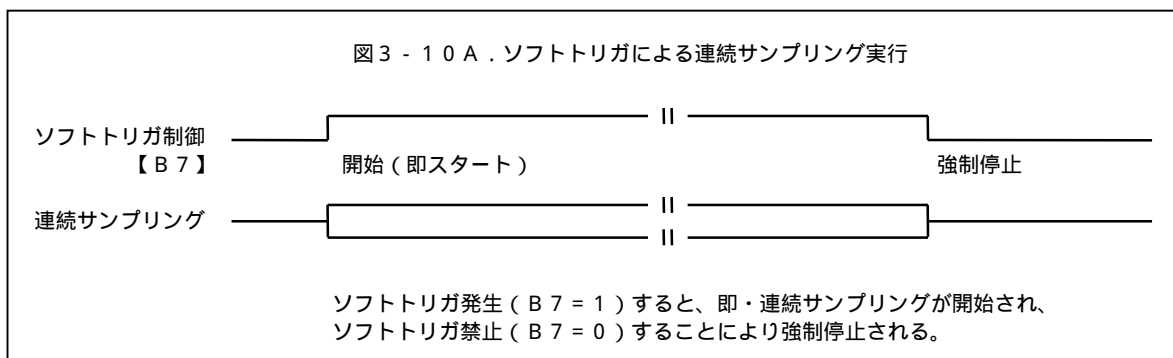 図3-10A．ソフトトリガによる連続サンプリング実行
ソフトトリガ制御
【B7】
開始（即スタート）
強制停止
連続サンプリング
ソフトトリガ発生（B7=1）すると、即・連続サンプリングが開始され、
ソフトトリガ禁止（B7=0）することにより強制停止される。